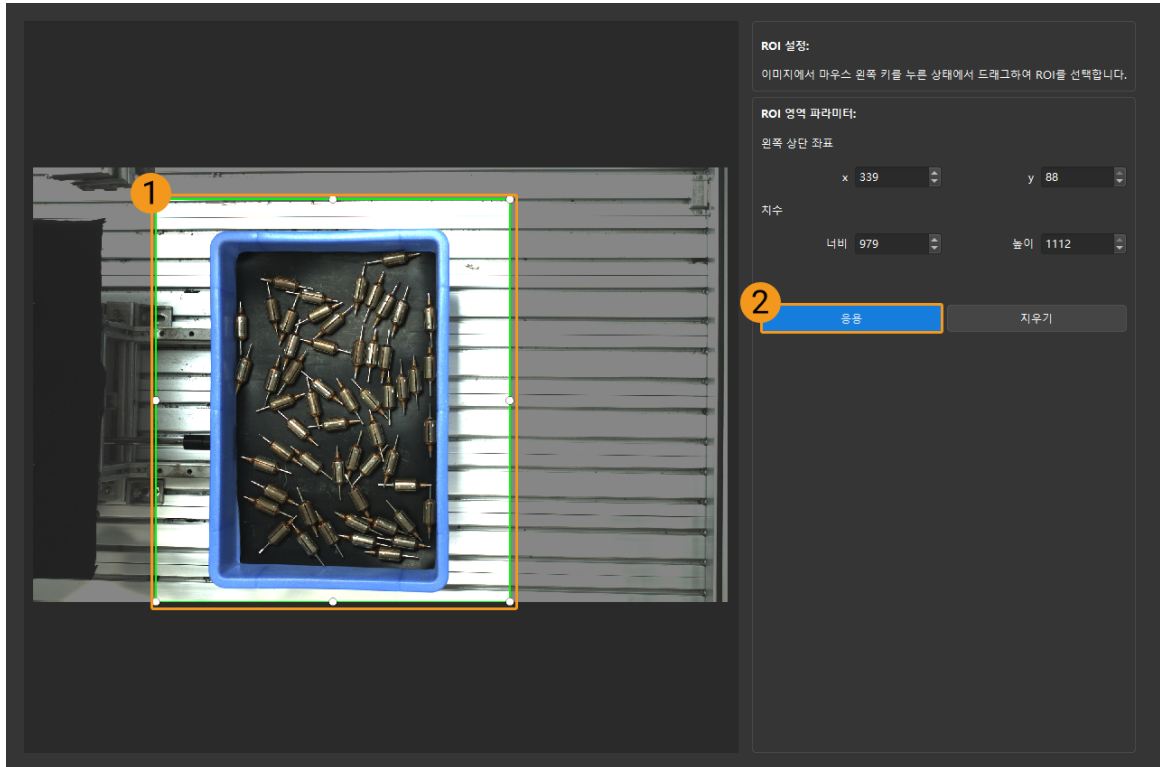 ROI 설정:
이미지에서 마우스 왼쪽 키를 누른 상태에서 드래그하여 ROI를 선택합니다.
ROI 영역 파라미터:
왼쪽 상단 좌표
x 339 y 88
치수
너비 979 높이 1112
1
2
응용 지우기